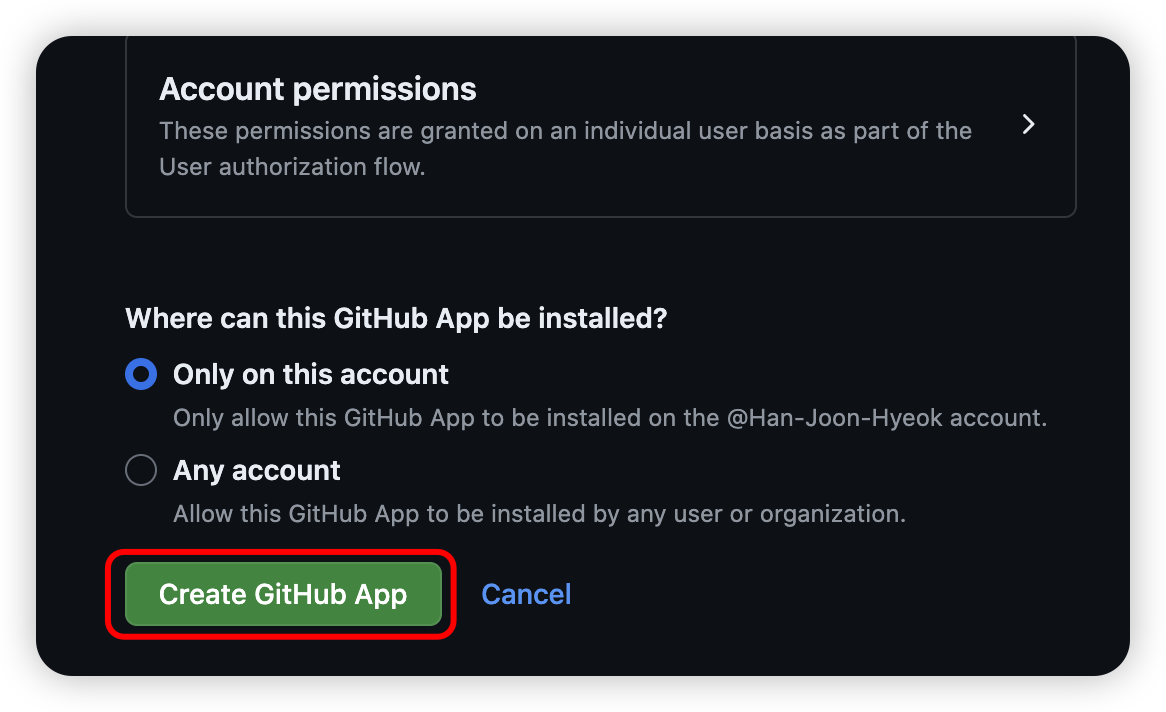 Account permissions
These permissions are granted on an individual user basis as part of the
User authorization flow.
Where can this GitHub App be installed?
Only on this account
Only allow this GitHub App to be installed on the @Han-Joon-Hyeok account.
Any account
Allow this GitHub App to be installed by any user or organization.
Create GitHub App Cancel